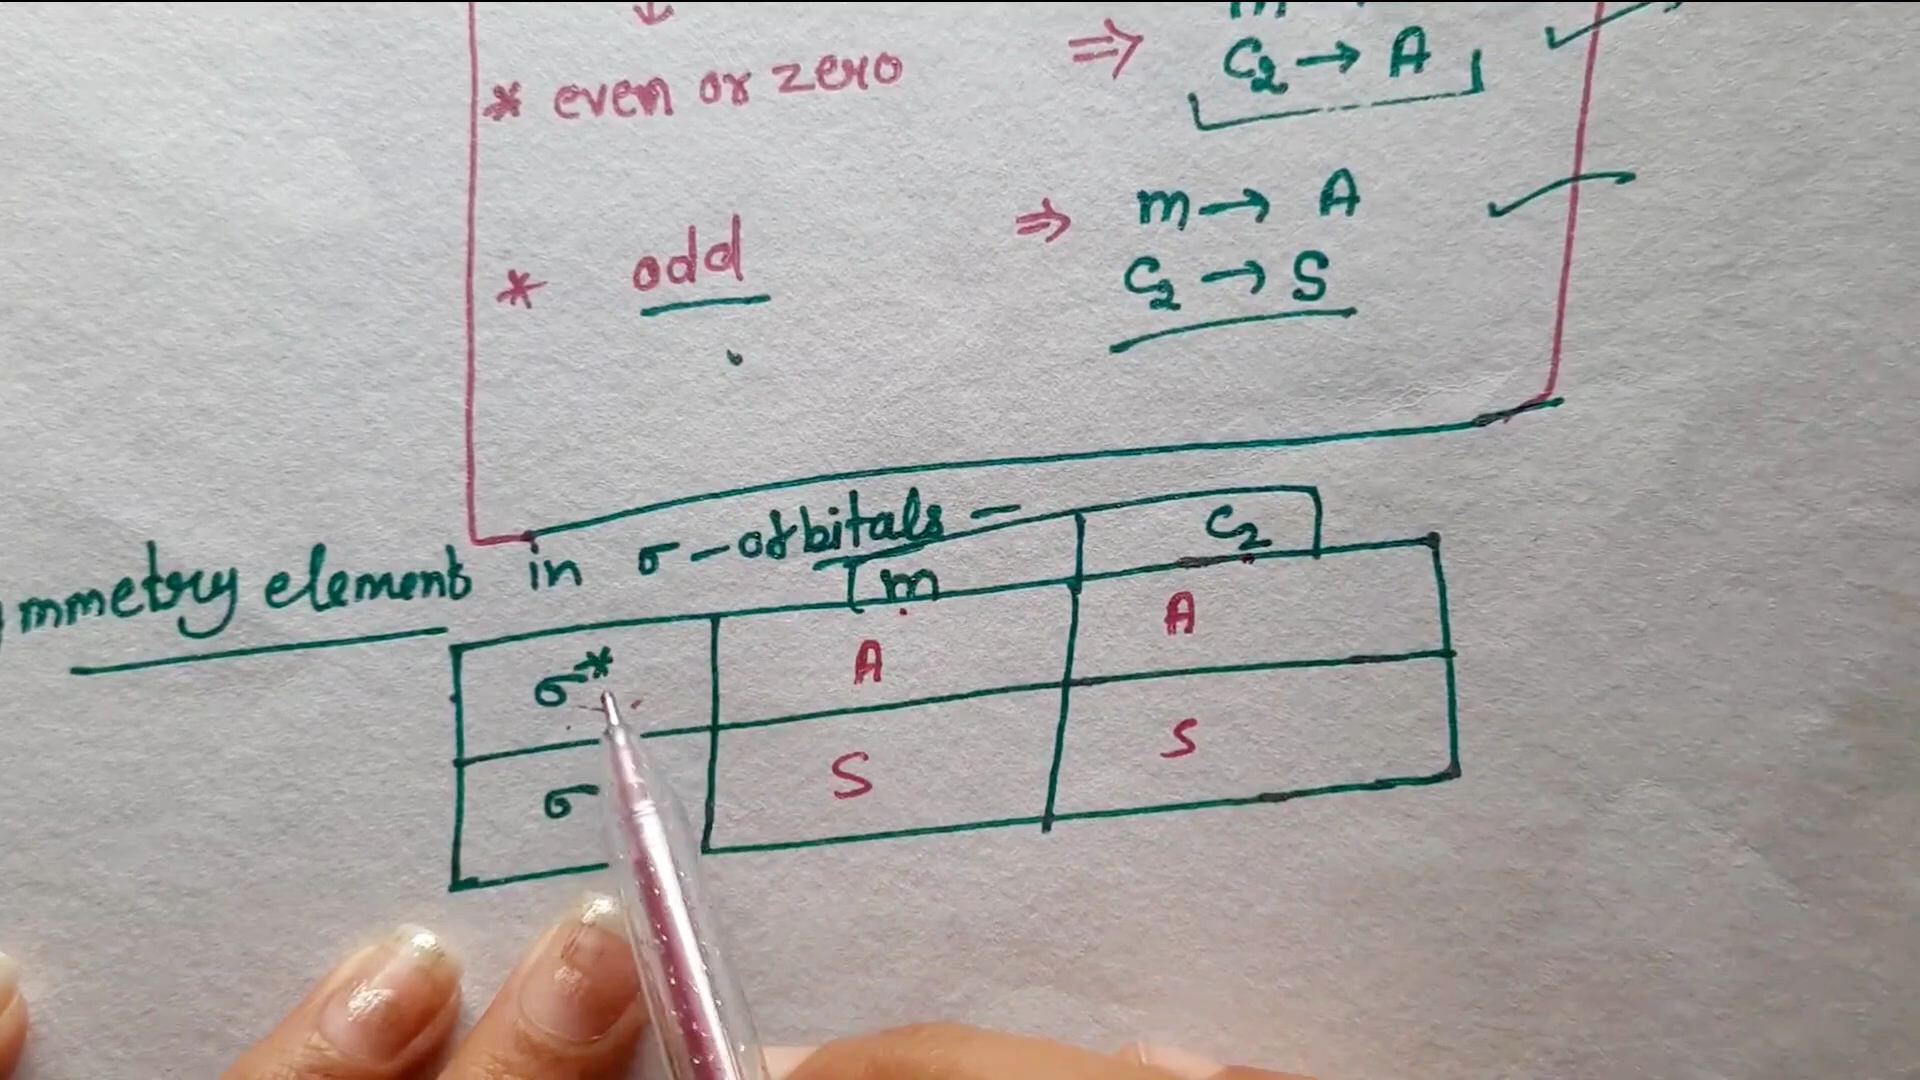 m
* even or zero ⇒ C₂ → A
* odd ⇒ m → A
C₂ → S
mmetry element in σ-orbitals -
m C₂
σ* A A
σ S S